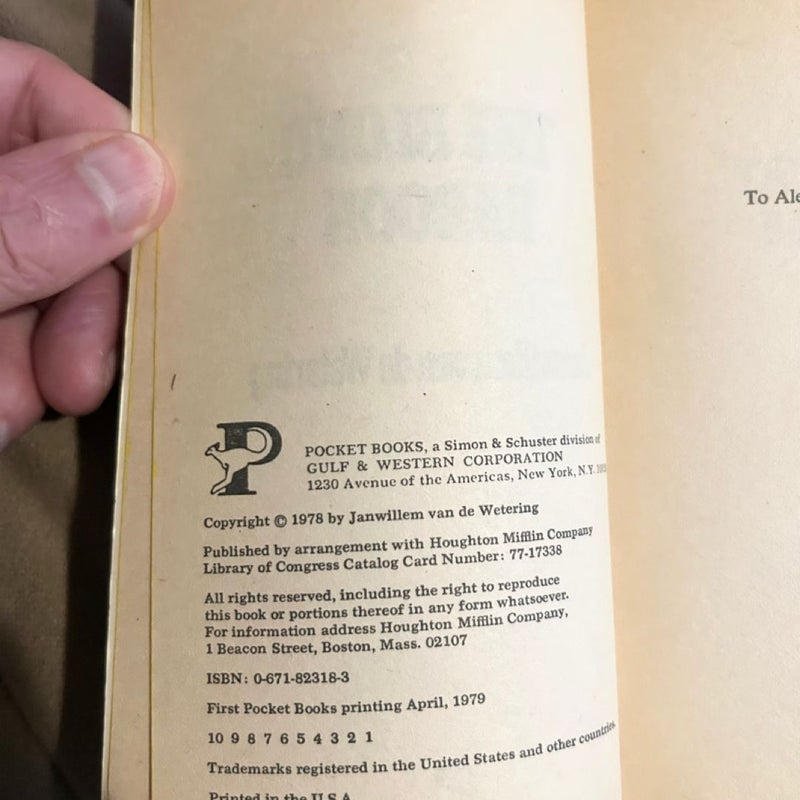 To Ale
P
POCKET BOOKS, a Simon & Schuster division of
GULF & WESTERN CORPORATION
1230 Avenue of the Americas, New York, N.Y.
Copyright © 1978 by Janwillem van de Wetering
Published by arrangement with Houghton Mifflin Company
Library of Congress Catalog Card Number: 77-17338
All rights reserved, including the right to reproduce
this book or portions thereof in any form whatsoever.
For information address Houghton Mifflin Company,
1 Beacon Street, Boston, Mass. 02107
ISBN: 0-671-82318-3
First Pocket Books printing April, 1979
10 9 8 7 6 5 4 3 2 1
Trademarks registered in the United States and other countries
Printed in the U.S.A.